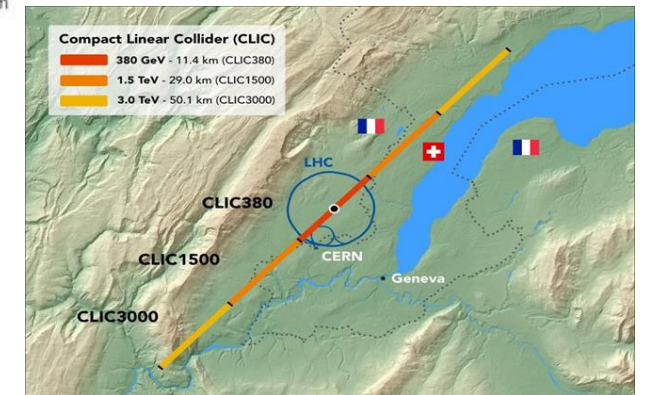 Compact Linear Collider (CLIC)
380 GeV - 11.4 km (CLIC380)
1.5 TeV - 29.0 km (CLIC1500)
3.0 TeV - 50.1 km (CLIC3000)
LHC
CLIC380
CERN
CLIC1500
Geneva
CLIC3000